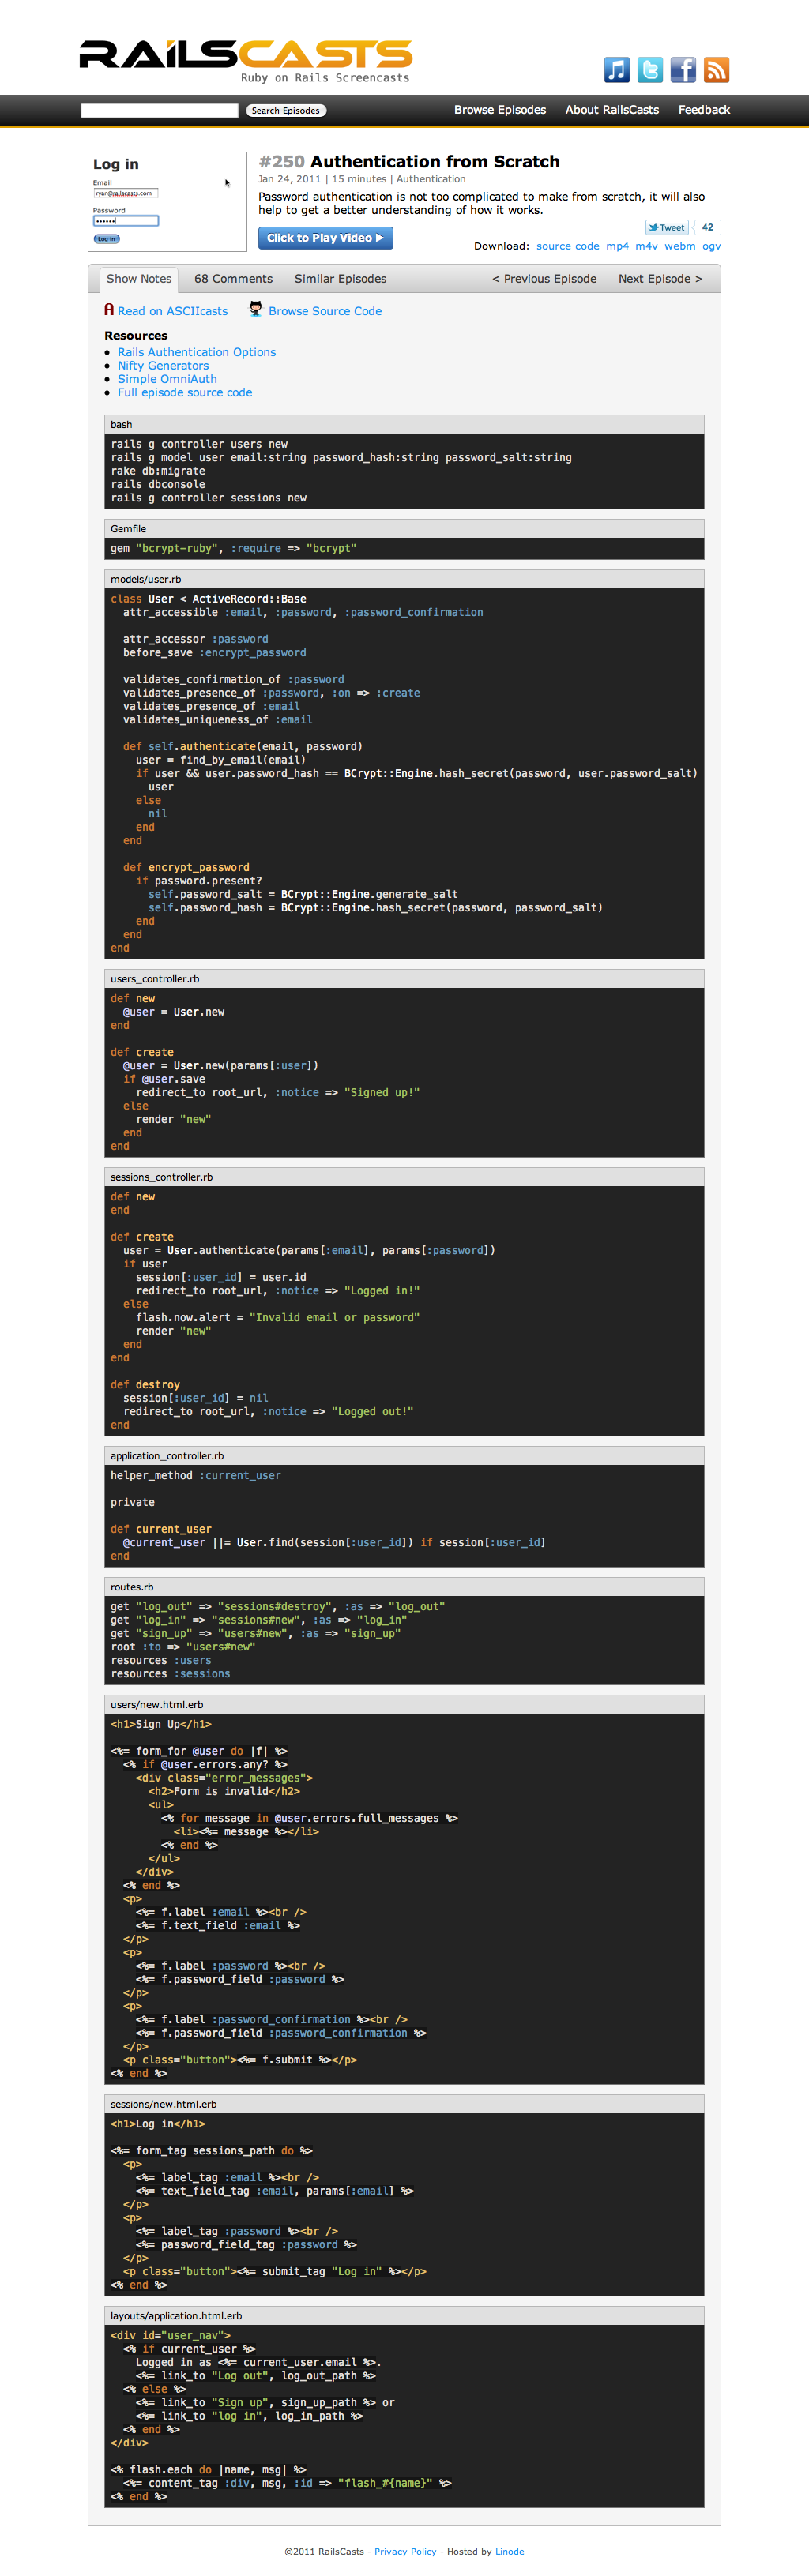 RAILSCASTS
Ruby on Rails Screencasts
Search Episodes
Browse Episodes About RailsCasts Feedback
Log in
Email
ryan@railscasts.com
Password
••••••
Log in
#250 Authentication from Scratch
Jan 24, 2011 | 15 minutes | Authentication
Password authentication is not too complicated to make from scratch, it will also
help to get a better understanding of how it works.
Tweet 42
Click to Play Video ▶
Download: source code mp4 m4v webm ogv
Show Notes 68 Comments Similar Episodes < Previous Episode Next Episode >
A Read on ASCIIcasts Browse Source Code
Resources
• Rails Authentication Options
• Nifty Generators
• Simple OmniAuth
• Full episode source code
bash
rails g controller users new
rails g model user email:string password_hash:string password_salt:string
rake db:migrate
rails dbconsole
rails g controller sessions new
Gemfile
gem "bcrypt-ruby", :require => "bcrypt"
models/user.rb
class User < ActiveRecord::Base
  attr_accessible :email, :password, :password_confirmation
  attr_accessor :password
  before_save :encrypt_password
  validates_confirmation_of :password
  validates_presence_of :password, :on => :create
  validates_presence_of :email
  validates_uniqueness_of :email
  def self.authenticate(email, password)
    user = find_by_email(email)
    if user && user.password_hash == BCrypt::Engine.hash_secret(password, user.password_salt)
      user
    else
      nil
    end
  end
  def encrypt_password
    if password.present?
      self.password_salt = BCrypt::Engine.generate_salt
      self.password_hash = BCrypt::Engine.hash_secret(password, password_salt)
    end
  end
end
users_controller.rb
def new
  @user = User.new
end
def create
  @user = User.new(params[:user])
  if @user.save
    redirect_to root_url, :notice => "Signed up!"
  else
    render "new"
  end
end
sessions_controller.rb
def new
end
def create
  user = User.authenticate(params[:email], params[:password])
  if user
    session[:user_id] = user.id
    redirect_to root_url, :notice => "Logged in!"
  else
    flash.now.alert = "Invalid email or password"
    render "new"
  end
end
def destroy
  session[:user_id] = nil
  redirect_to root_url, :notice => "Logged out!"
end
application_controller.rb
helper_method :current_user
private
def current_user
  @current_user ||= User.find(session[:user_id]) if session[:user_id]
end
routes.rb
get "log_out" => "sessions#destroy", :as => "log_out"
get "log_in" => "sessions#new", :as => "log_in"
get "sign_up" => "users#new", :as => "sign_up"
root :to => "users#new"
resources :users
resources :sessions
users/new.html.erb
<h1>Sign Up</h1>
<%= form_for @user do |f| %>
  <% if @user.errors.any? %>
    <div class="error_messages">
      <h2>Form is invalid</h2>
      <ul>
        <% for message in @user.errors.full_messages %>
          <li><%= message %></li>
        <% end %>
      </ul>
    </div>
  <% end %>
  <p>
    <%= f.label :email %><br />
    <%= f.text_field :email %>
  </p>
  <p>
    <%= f.label :password %><br />
    <%= f.password_field :password %>
  </p>
  <p>
    <%= f.label :password_confirmation %><br />
    <%= f.password_field :password_confirmation %>
  </p>
  <p class="button"><%= f.submit %></p>
<% end %>
sessions/new.html.erb
<h1>Log in</h1>
<%= form_tag sessions_path do %>
  <p>
    <%= label_tag :email %><br />
    <%= text_field_tag :email, params[:email] %>
  </p>
  <p>
    <%= label_tag :password %><br />
    <%= password_field_tag :password %>
  </p>
  <p class="button"><%= submit_tag "Log in" %></p>
<% end %>
layouts/application.html.erb
<div id="user_nav">
  <% if current_user %>
    Logged in as <%= current_user.email %>.
    <%= link_to "Log out", log_out_path %>
  <% else %>
    <%= link_to "Sign up", sign_up_path %> or
    <%= link_to "log in", log_in_path %>
  <% end %>
</div>
<% flash.each do |name, msg| %>
  <%= content_tag :div, msg, :id => "flash_#{name}" %>
<% end %>
©2011 RailsCasts - Privacy Policy - Hosted by Linode